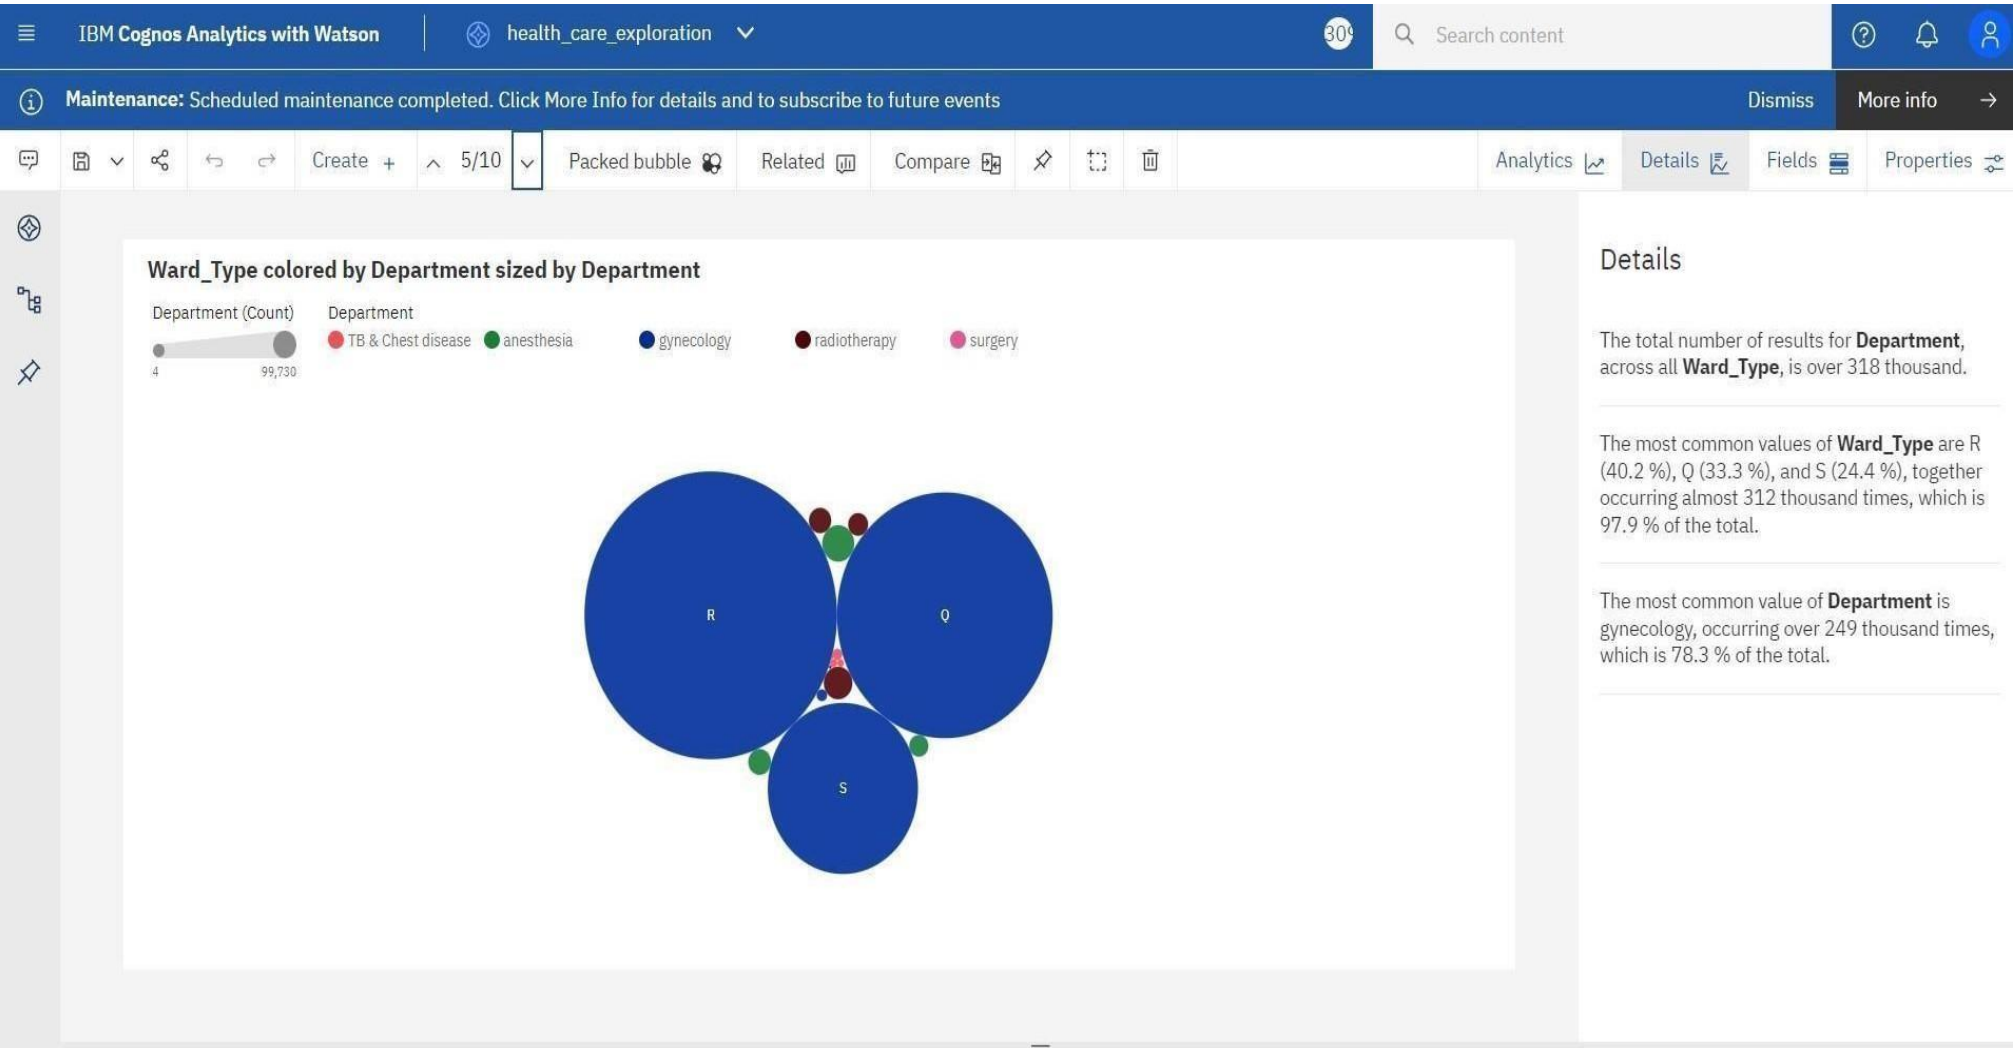 IBM Cognos Analytics with Watson
health_care_exploration
Search content
Maintenance: Scheduled maintenance completed. Click More Info for details and to subscribe to future events
Dismiss
More info
Create +
5/10
Packed bubble
Related
Compare
Analytics
Details
Fields
Properties
Ward_Type colored by Department sized by Department
Department (Count)
4
99,730
Department
TB & Chest disease
anesthesia
gynecology
radiotherapy
surgery
R
Q
S
Details
The total number of results for Department,
across all Ward_Type, is over 318 thousand.
The most common values of Ward_Type are R
(40.2 %), Q (33.3 %), and S (24.4 %), together
occurring almost 312 thousand times, which is
97.9 % of the total.
The most common value of Department is
gynecology, occurring over 249 thousand times,
which is 78.3 % of the total.